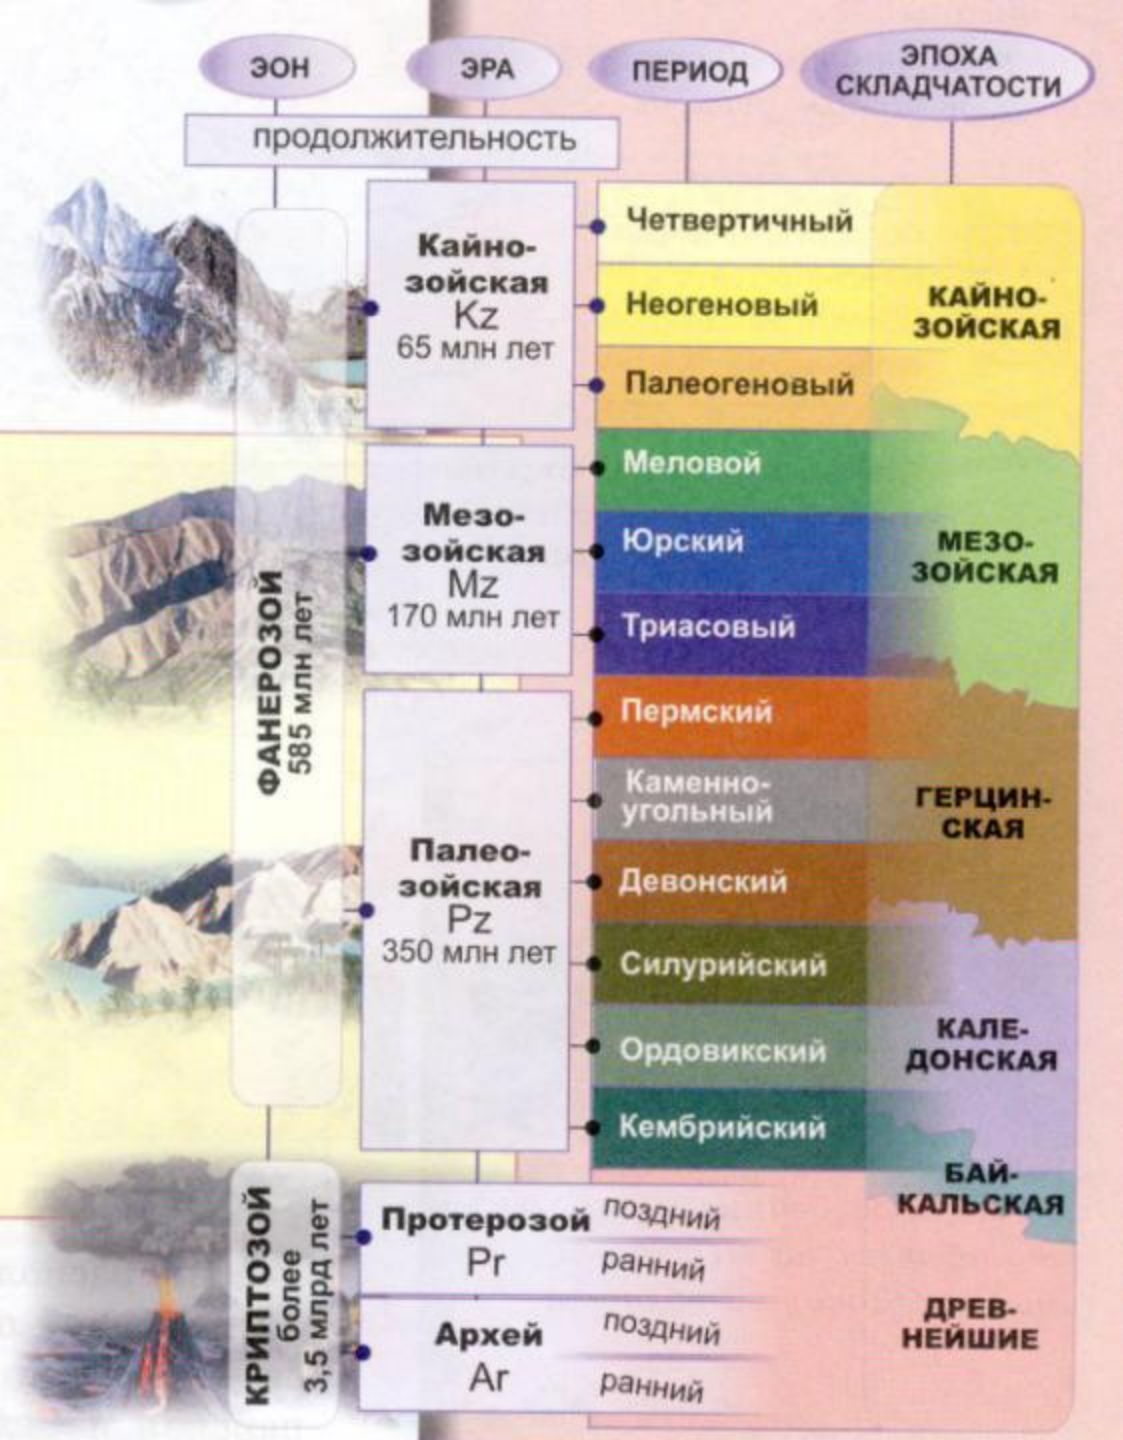 ЭОН
ЭРА
ПЕРИОД
ЭПОХА
СКЛАДЧАТОСТИ
продолжительность
ФАНЕРОЗОЙ
585 млн лет
Кайно-
зойская
Kz
65 млн лет
Четвертичный
Неогеновый
Палеогеновый
КАЙНО-
ЗОЙСКАЯ
Мезо-
зойская
Mz
170 млн лет
Меловой
Юрский
Триасовый
МЕЗО-
ЗОЙСКАЯ
Палео-
зойская
Pz
350 млн лет
Пермский
Каменно-
угольный
Девонский
Силурийский
Ордовикский
Кембрийский
ГЕРЦИН-
СКАЯ
КАЛЕ-
ДОНСКАЯ
БАЙ-
КАЛЬСКАЯ
КРИПТОЗОЙ
более
3,5 млрд лет
Протерозой
Pr
поздний
ранний
Архей
Ar
поздний
ранний
ДРЕВ-
НЕЙШИЕ